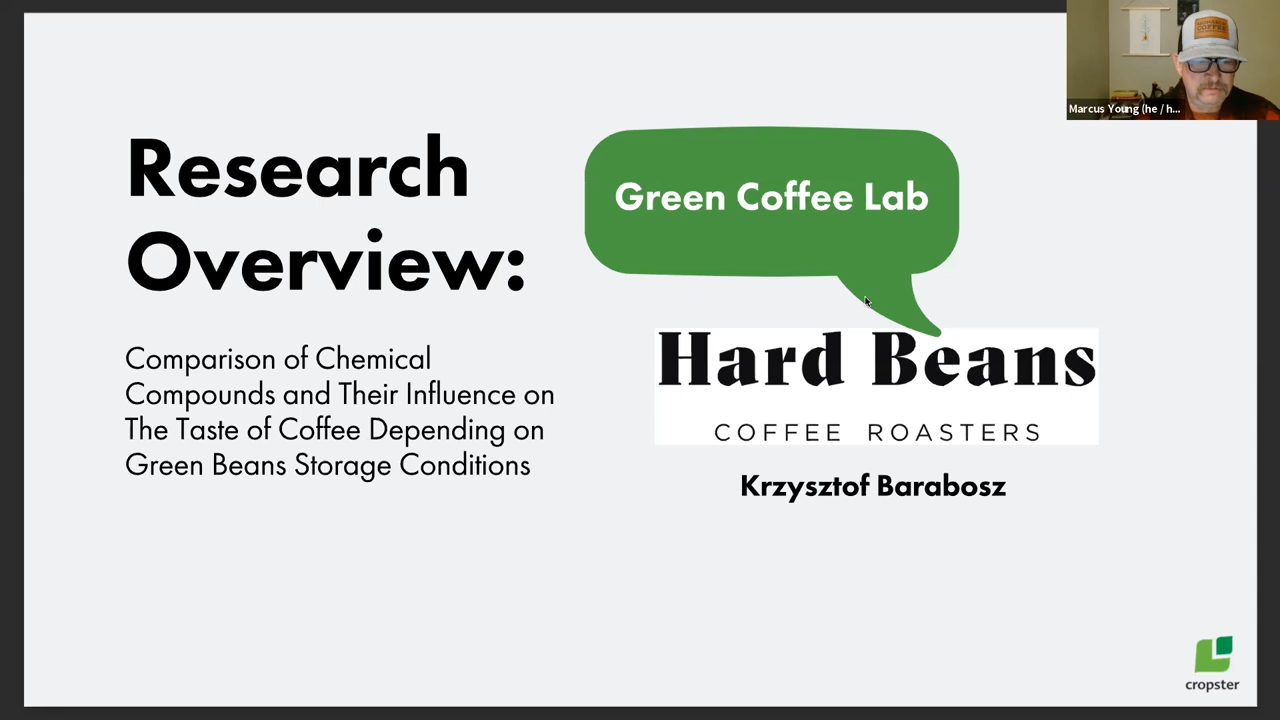 Research
Overview:
Comparison of Chemical
Compounds and Their Influence on
The Taste of Coffee Depending on
Green Beans Storage Conditions
Green Coffee Lab
Hard Beans
COFFEE ROASTERS
Krzysztof Barabosz
cropster
COFFEE
Marcus Young (he / h...